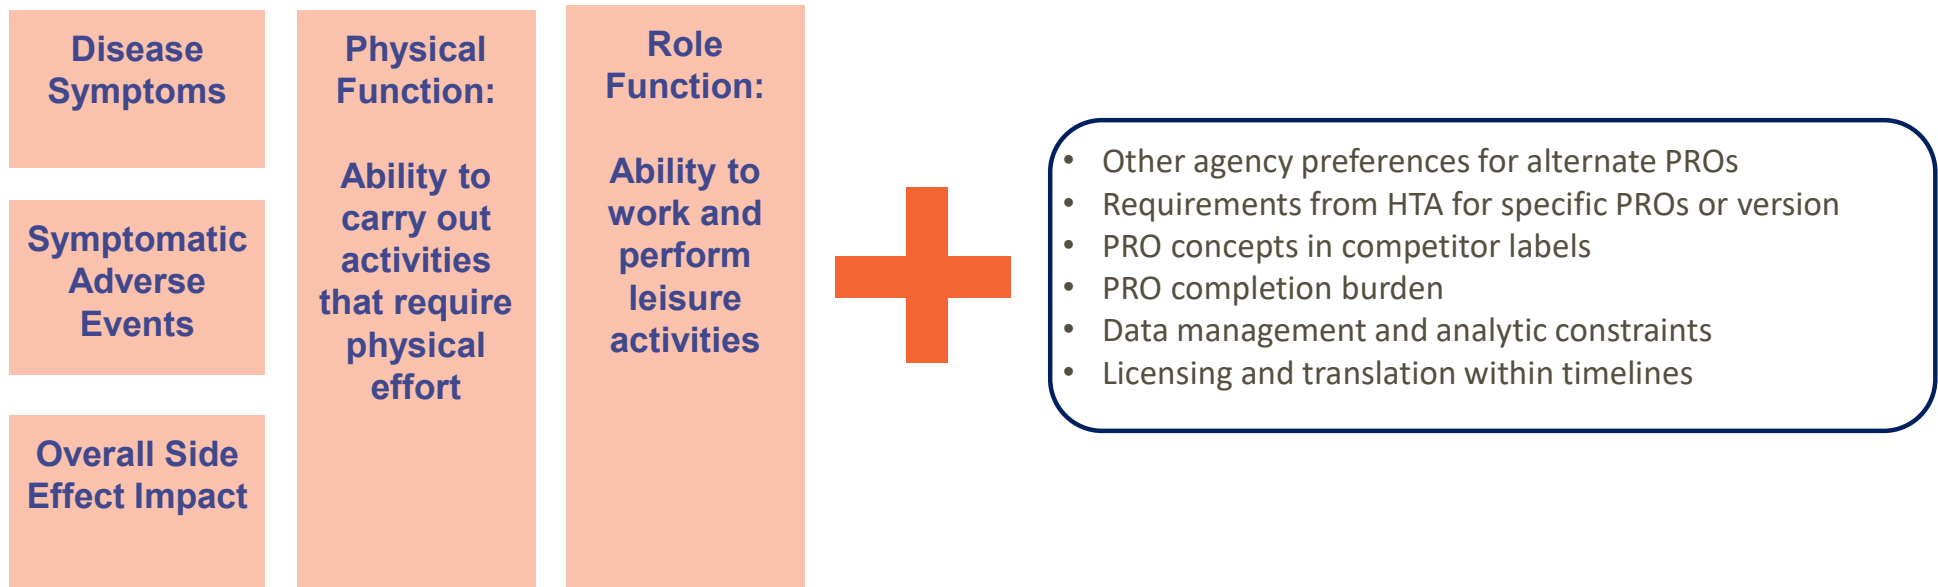 Disease
Symptoms
Symptomatic
Adverse
Events
Overall Side
Effect Impact
Physical
Function:
Ability to
carry out
activities
that require
physical
effort
Role
Function:
Ability to
work and
perform
leisure
activities
• Other agency preferences for alternate PROs
• Requirements from HTA for specific PROs or version
• PRO concepts in competitor labels
• PRO completion burden
• Data management and analytic constraints
• Licensing and translation within timelines